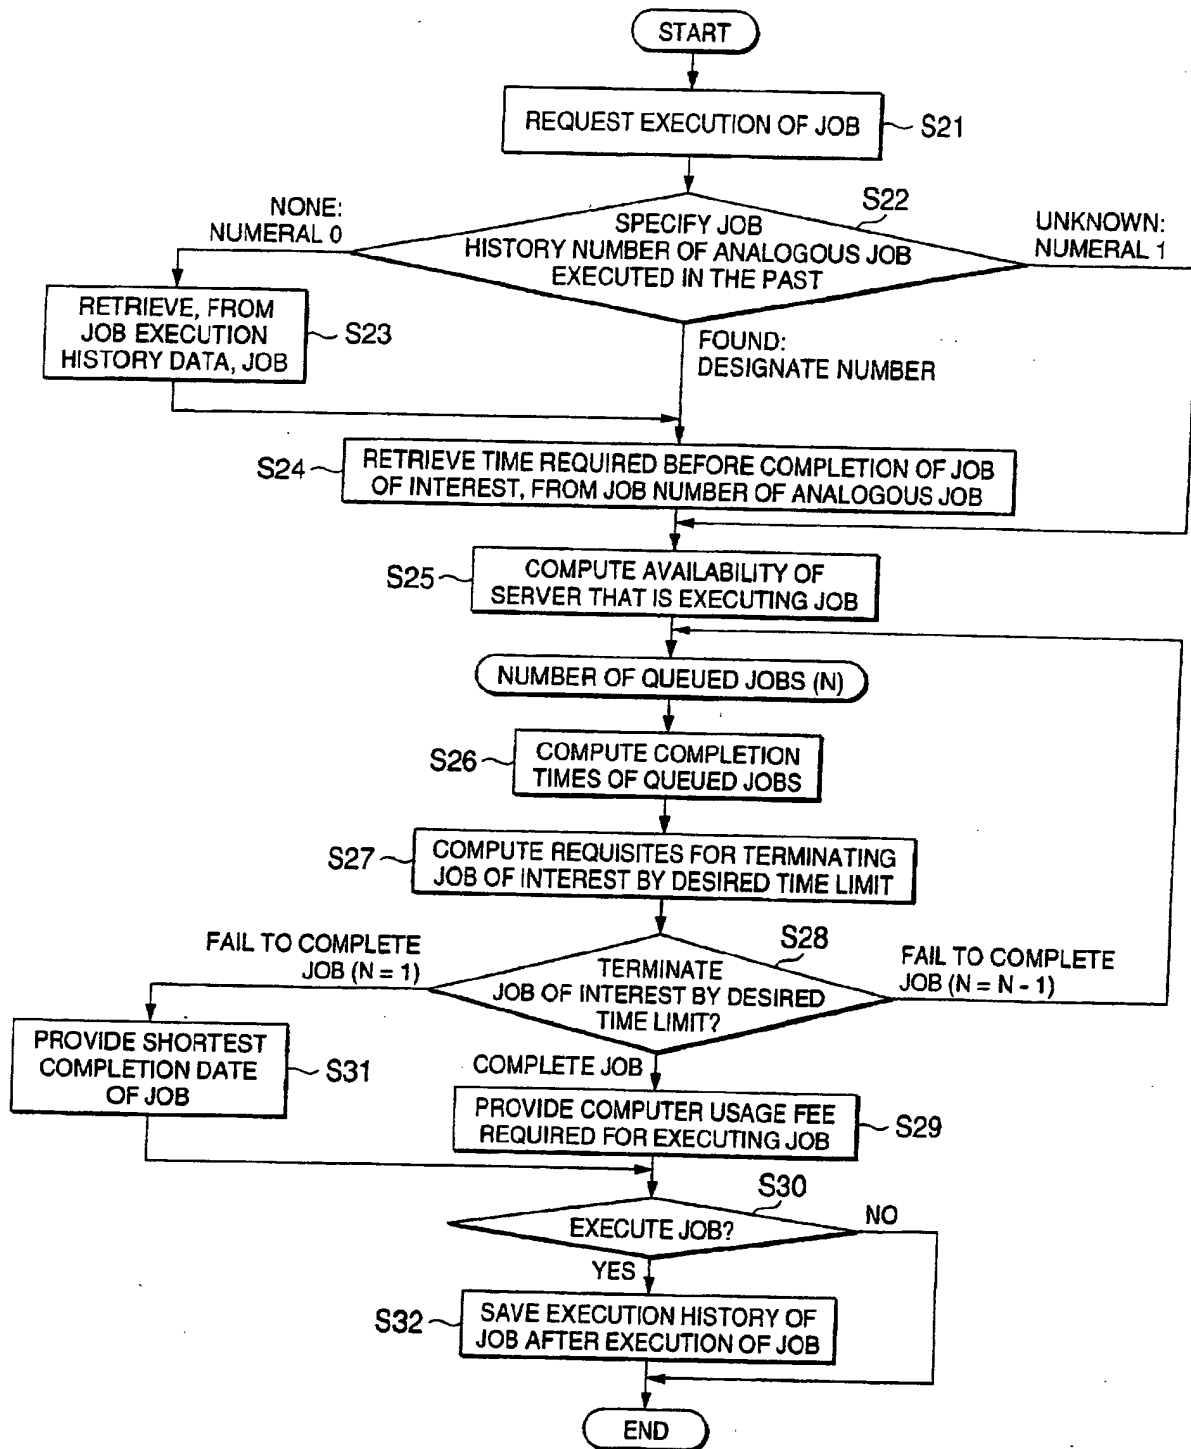 START
REQUEST EXECUTION OF JOB
S21
S22
NONE:
NUMERAL 0
SPECIFY JOB
HISTORY NUMBER OF ANALOGOUS JOB
EXECUTED IN THE PAST
UNKNOWN:
NUMERAL 1
RETRIEVE, FROM
JOB EXECUTION
HISTORY DATA, JOB
S23
FOUND:
DESIGNATE NUMBER
S24
RETRIEVE TIME REQUIRED BEFORE COMPLETION OF JOB
OF INTEREST, FROM JOB NUMBER OF ANALOGOUS JOB
S25
COMPUTE AVAILABILITY OF
SERVER THAT IS EXECUTING JOB
NUMBER OF QUEUED JOBS (N)
S26
COMPUTE COMPLETION
TIMES OF QUEUED JOBS
S27
COMPUTE REQUISITES FOR TERMINATING
JOB OF INTEREST BY DESIRED TIME LIMIT
S28
FAIL TO COMPLETE
JOB (N = 1)
TERMINATE
JOB OF INTEREST BY DESIRED
TIME LIMIT?
FAIL TO COMPLETE
JOB (N = N - 1)
PROVIDE SHORTEST
COMPLETION DATE
OF JOB
S31
COMPLETE JOB
PROVIDE COMPUTER USAGE FEE
REQUIRED FOR EXECUTING JOB
S29
S30
EXECUTE JOB?
NO
YES
S32
SAVE EXECUTION HISTORY OF
JOB AFTER EXECUTION OF JOB
END